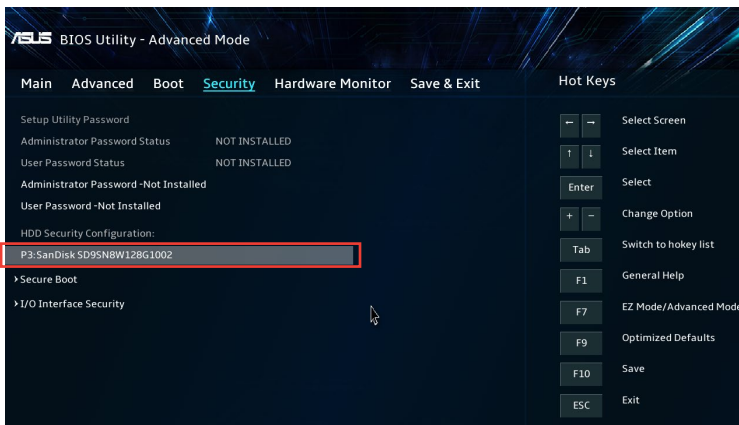 ASUS BIOS Utility - Advanced Mode
Main Advanced Boot Security Hardware Monitor Save & Exit
Setup Utility Password
Administrator Password Status NOT INSTALLED
User Password Status NOT INSTALLED
Administrator Password -Not Installed
User Password -Not Installed
HDD Security Configuration:
P3:SanDisk SD9SN8W128G1002
Secure Boot
I/O Interface Security
Hot Keys
← → Select Screen
↑ ↓ Select Item
Enter Select
+ - Change Option
Tab Switch to hokey list
F1 General Help
F7 EZ Mode/Advanced Mode
F9 Optimized Defaults
F10 Save
ESC Exit